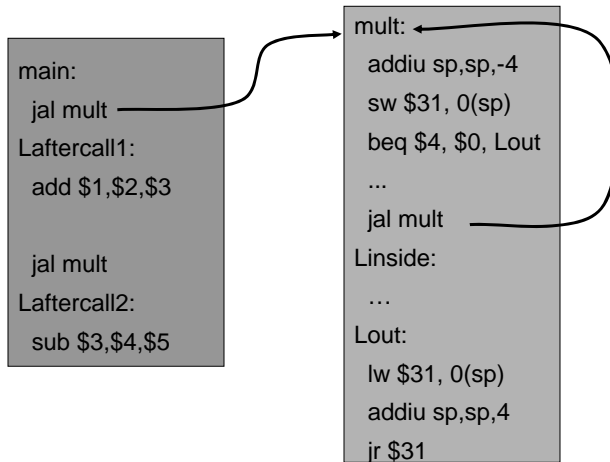 main:
jal mult
Laftercall1:
add $1,$2,$3
jal mult
Laftercall2:
sub $3,$4,$5
mult:
addiu sp,sp,-4
sw $31, 0(sp)
beq $4, $0, Lout
...
jal mult
Linside:
…
Lout:
lw $31, 0(sp)
addiu sp,sp,4
jr $31